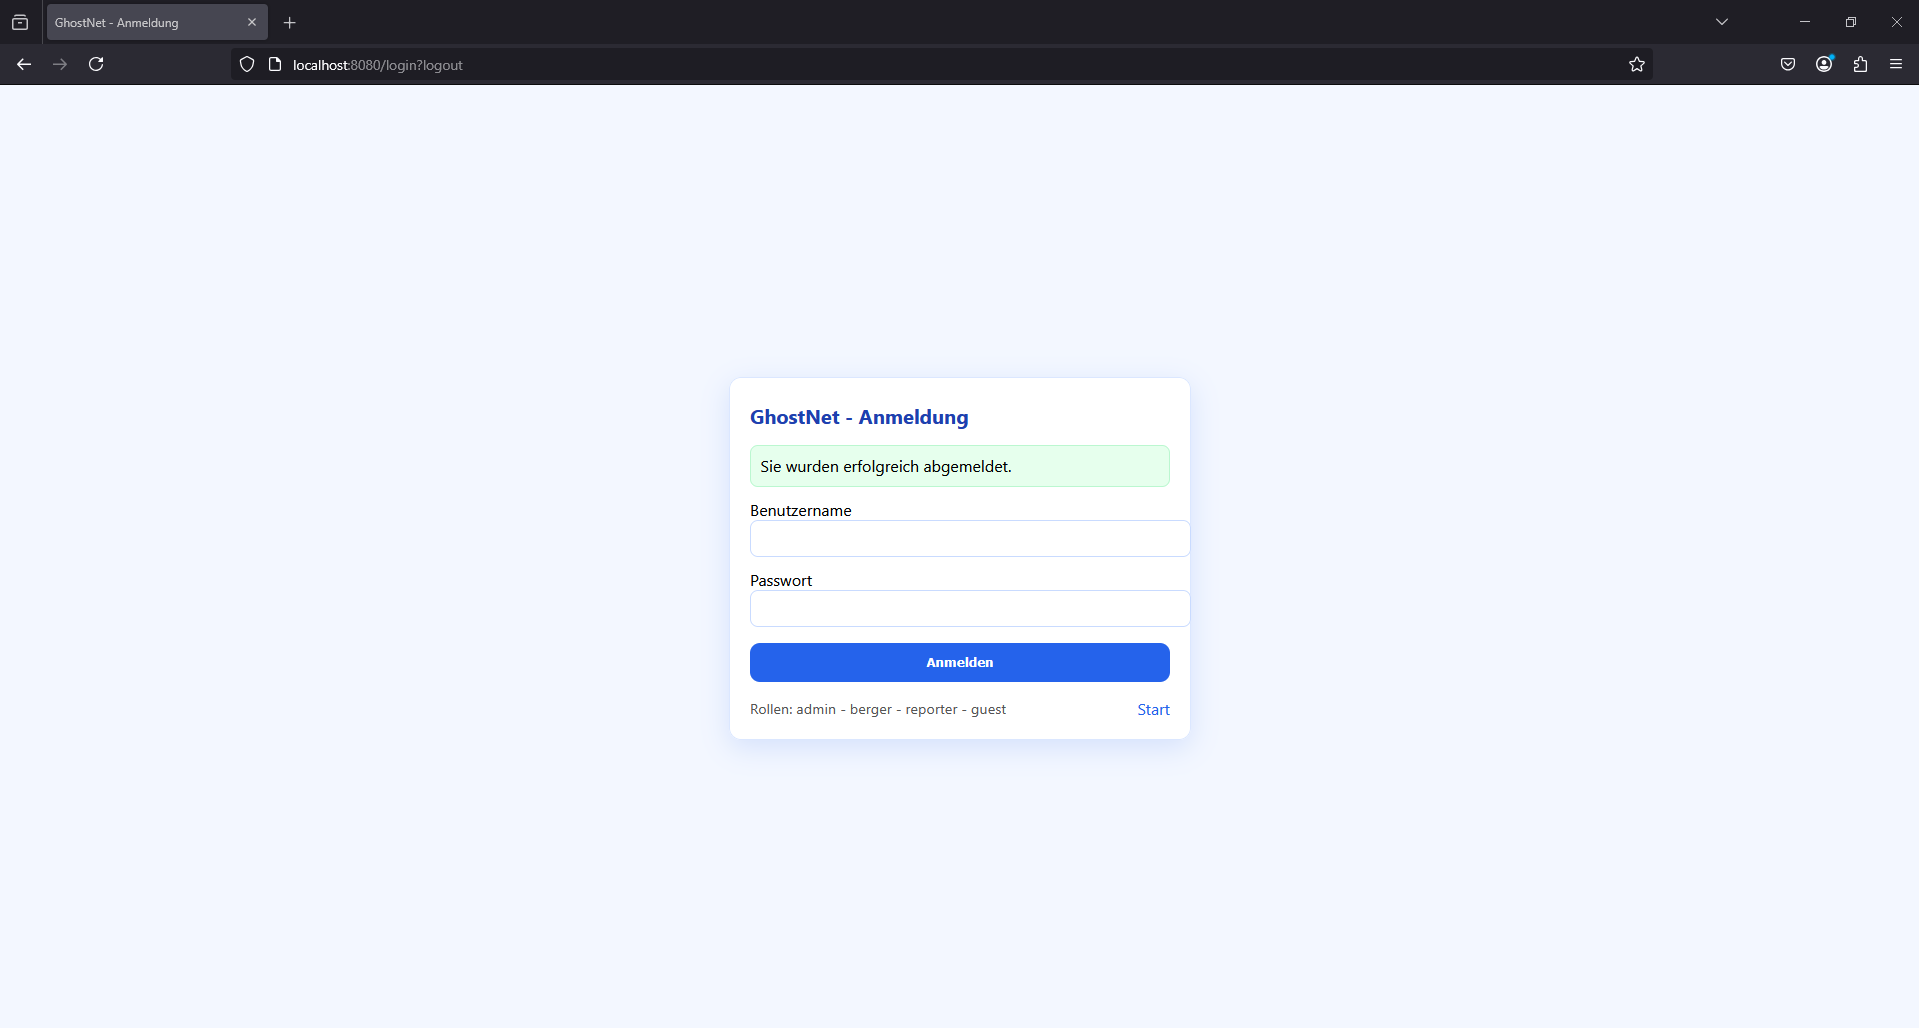 GhostNet - Anmeldung
localhost:8080/login?logout
GhostNet - Anmeldung
Sie wurden erfolgreich abgemeldet.
Benutzername
Passwort
Anmelden
Rollen: admin - berger - reporter - guest
Start